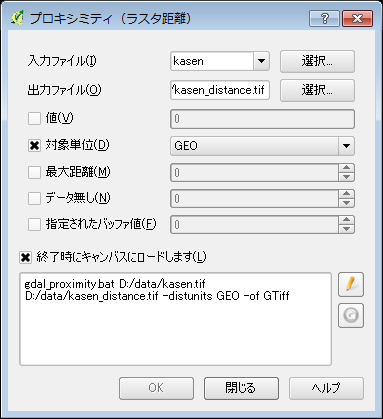 プロキシミティ（ラスタ距離）
入力ファイル(I)
kasen
選択...
出力ファイル(O)
/kasen_distance.tif
選択...
値(V)
0
対象単位(D)
GEO
最大距離(M)
0
データ無し(N)
0
指定されたバッファ値(F)
0
終了時にキャンバスにロードします(L)
gdal_proximity.bat D:/data/kasen.tif
D:/data/kasen_distance.tif -distunits GEO -of GTiff
OK
閉じる
ヘルプ